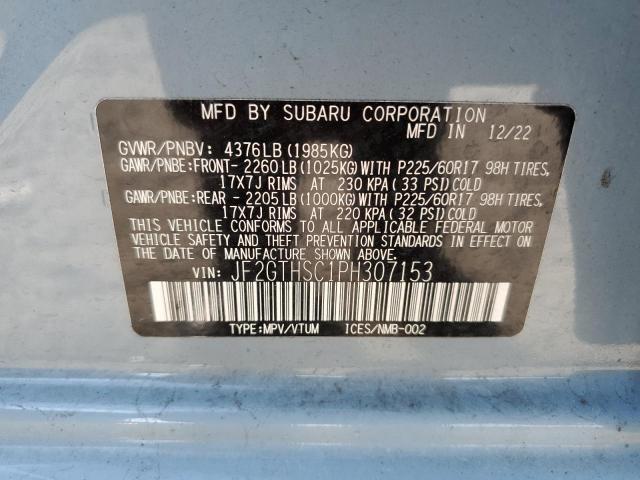 MFD BY SUBARU CORPORATION
MFD IN 12/22
GVWR/PNBV: 4376LB (1985KG)
GAWR/PNBE:FRONT- 2260LB (1025KG)WITH P225/60R17 98H TIRES,
17X7J RIMS AT 230 KPA (33 PSI)COLD
GAWR/PNBE:REAR - 2205LB (1000KG)WITH P225/60R17 98H TIRES,
17X7J RIMS AT 220 KPA (32 PSI)COLD
THIS VEHICLE CONFORMS TO ALL APPLICABLE FEDERAL MOTOR
VEHICLE SAFETY AND THEFT PREVENTION STANDARDS IN EFFECT ON
THE DATE OF MANUFACTURE SHOWN ABOVE.
VIN: JF2GTHSC1PH307153
TYPE:MPV/VTUM ICES/NMB-002